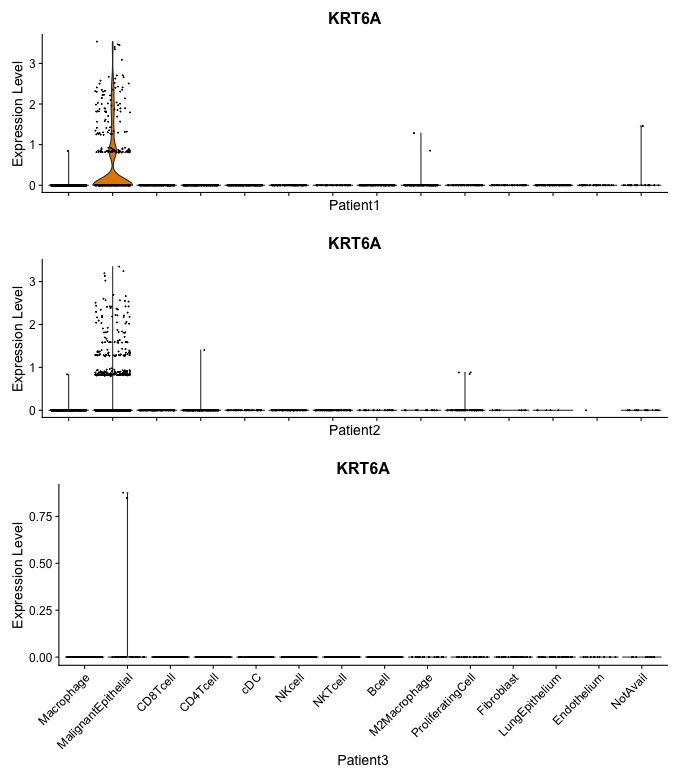 KRT6A
Expression Level
3
2
1
0
Patient1
KRT6A
Expression Level
3
2
1
0
Patient2
KRT6A
Expression Level
0.75
0.50
0.25
0.00
Macrophage
MalignantEpithelial
CD8Tcell
CD4Tcell
cDC
NKcell
NKTcell
Bcell
M2Macrophage
ProliferatingCell
Fibroblast
LungEpithelium
Endothelium
NotAvail
Patient3